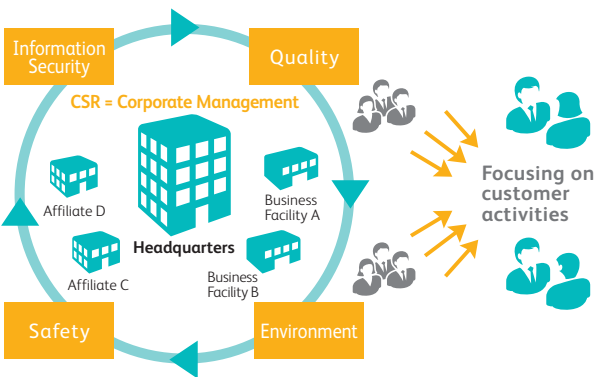 Information
Security
Quality
CSR = Corporate Management
Affiliate D
Business
Facility A
Headquarters
Affiliate C
Business
Facility B
Safety
Environment
Focusing on
customer
activities